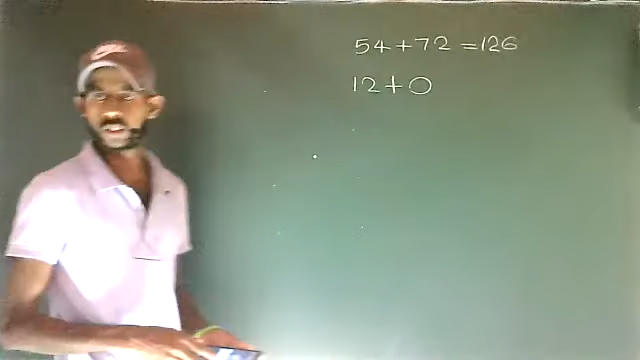 54 + 72 = 126
12 + 0